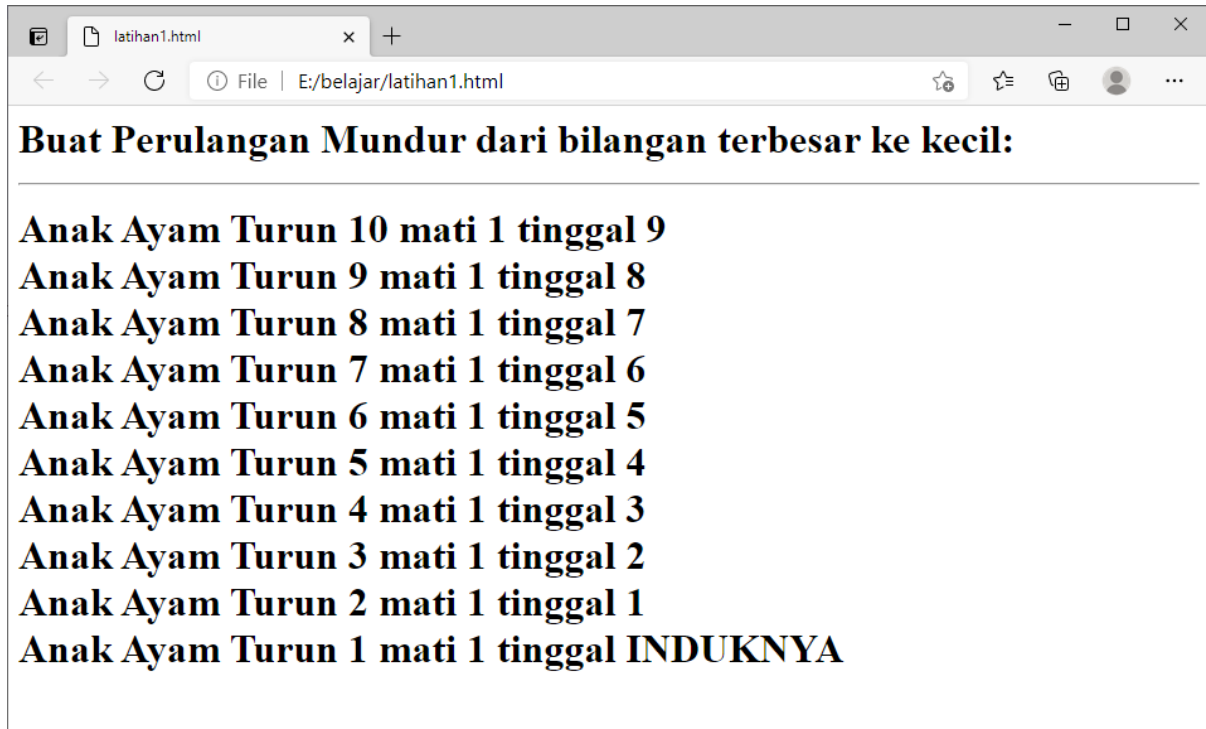 latihan1.html
File | E:/belajar/latihan1.html
Buat Perulangan Mundur dari bilangan terbesar ke kecil:
Anak Ayam Turun 10 mati 1 tinggal 9
Anak Ayam Turun 9 mati 1 tinggal 8
Anak Ayam Turun 8 mati 1 tinggal 7
Anak Ayam Turun 7 mati 1 tinggal 6
Anak Ayam Turun 6 mati 1 tinggal 5
Anak Ayam Turun 5 mati 1 tinggal 4
Anak Ayam Turun 4 mati 1 tinggal 3
Anak Ayam Turun 3 mati 1 tinggal 2
Anak Ayam Turun 2 mati 1 tinggal 1
Anak Ayam Turun 1 mati 1 tinggal INDUKNYA